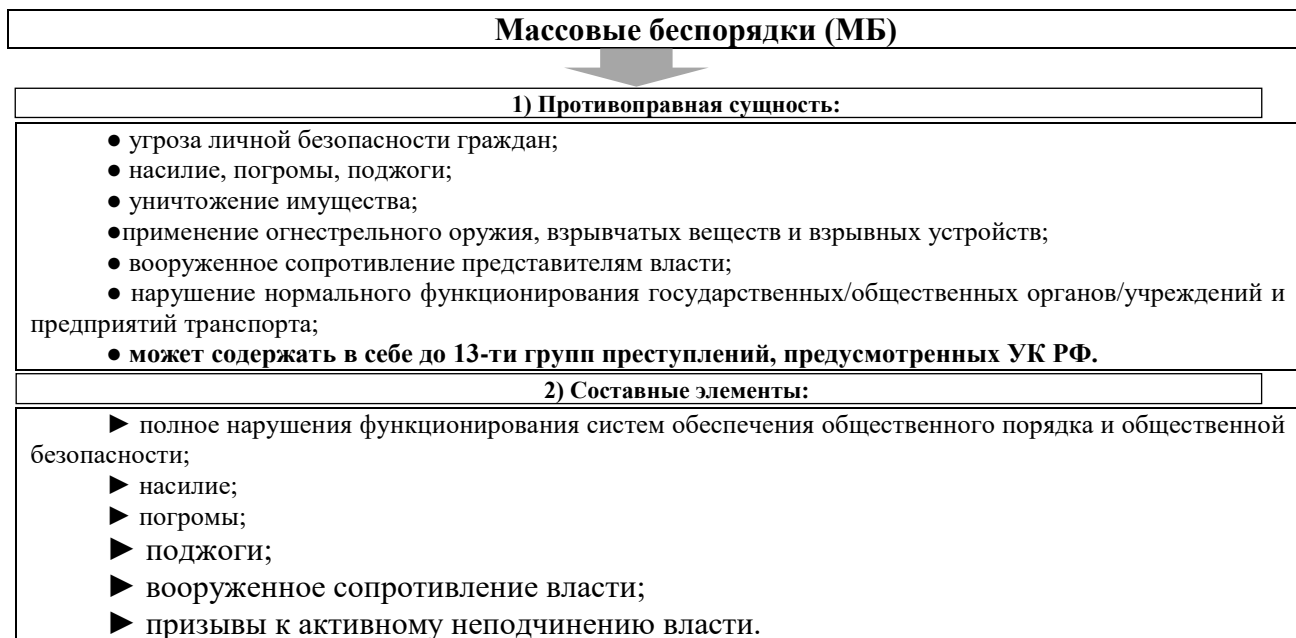 Массовые беспорядки (МБ)
1) Противоправная сущность:
● угроза личной безопасности граждан;
● насилие, погромы, поджоги;
● уничтожение имущества;
●применение огнестрельного оружия, взрывчатых веществ и взрывных устройств;
● вооруженное сопротивление представителям власти;
● нарушение нормального функционирования государственных/общественных органов/учреждений и
предприятий транспорта;
● может содержать в себе до 13-ти групп преступлений, предусмотренных УК РФ.
2) Составные элементы:
► полное нарушения функционирования систем обеспечения общественного порядка и общественной
безопасности;
► насилие;
► погромы;
► поджоги;
► вооруженное сопротивление власти;
► призывы к активному неподчинению власти.